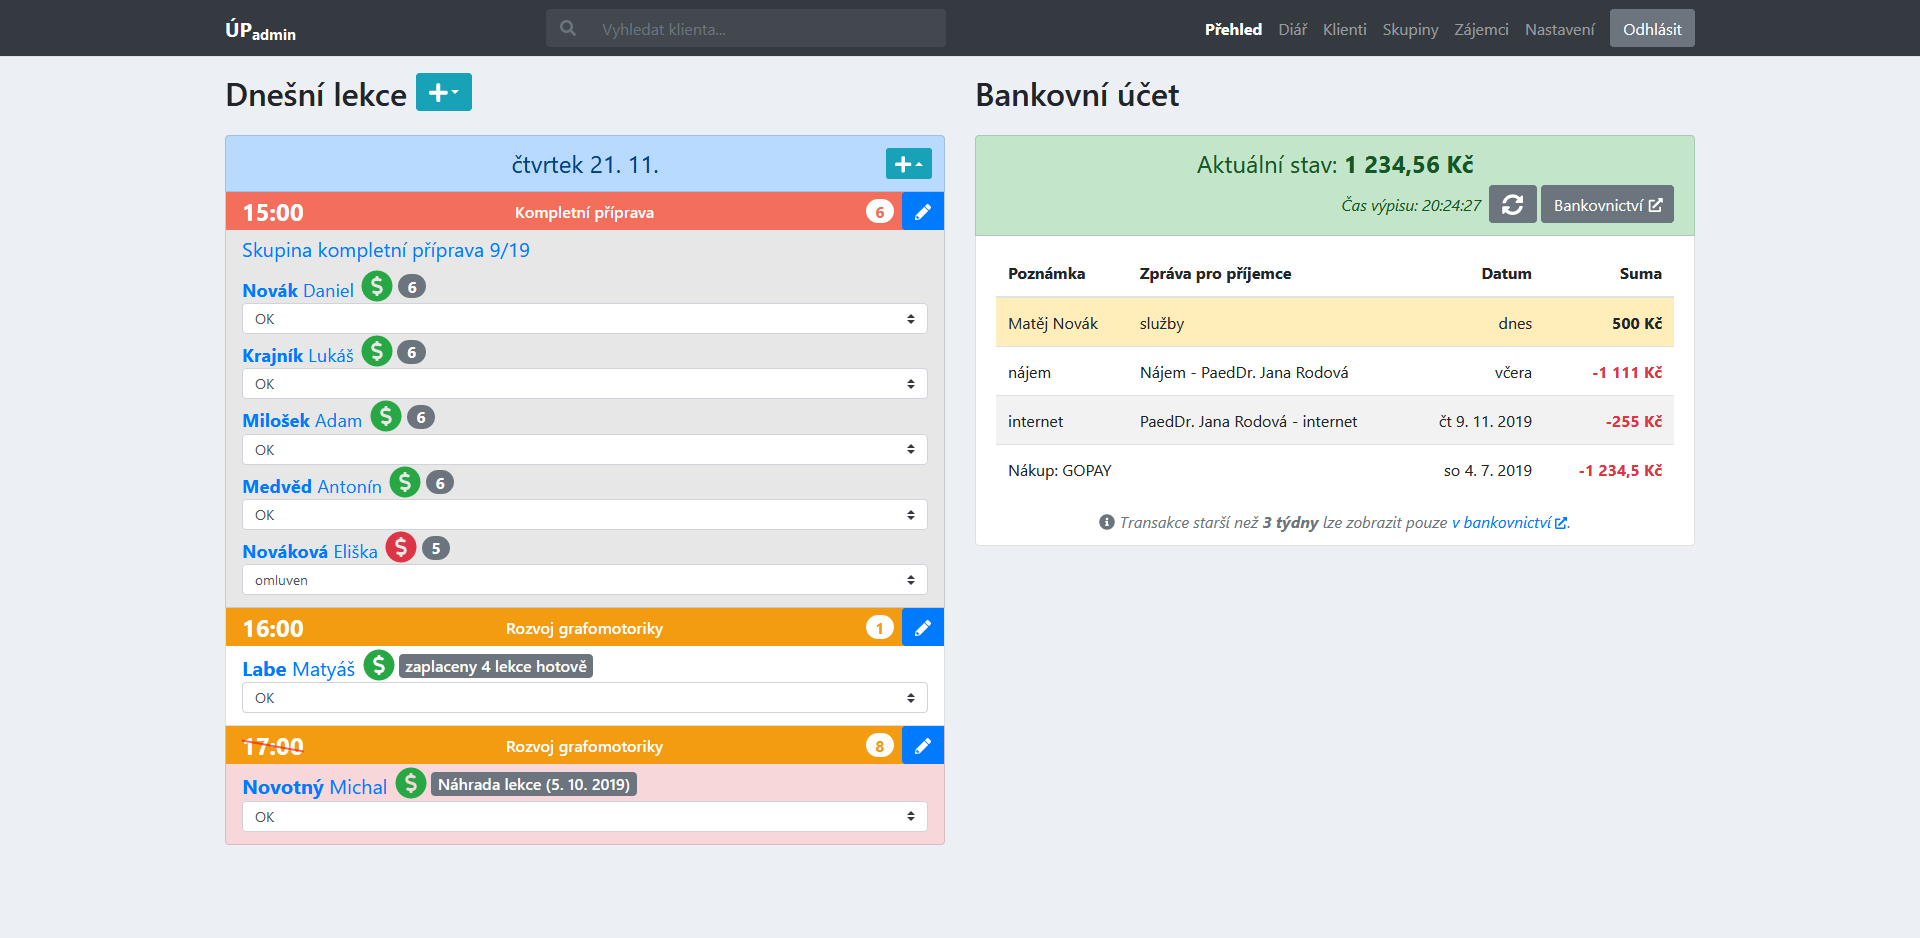 ÚPadmin
Vyhledat klienta...
Přehled Diář Klienti Skupiny Zájemci Nastavení Odhlásit
Dnešní lekce
čtvrtek 21. 11.
15:00 Kompletní příprava 6
Skupina kompletní příprava 9/19
Novák Daniel 6
OK
Krajník Lukáš 6
OK
Milošek Adam 6
OK
Medvěd Antonín 6
OK
Nováková Eliška 5
omluven
16:00 Rozvoj grafomotoriky 1
Labe Matyáš zaplaceny 4 lekce hotově
OK
17:00 Rozvoj grafomotoriky 8
Novotný Michal Náhrada lekce (5. 10. 2019)
OK
Bankovní účet
Aktuální stav: 1 234,56 Kč
Čas výpisu: 20:24:27 Bankovnictví
Poznámka Zpráva pro příjemce Datum Suma
Matěj Novák služby dnes 500 Kč
nájem Nájem - PaedDr. Jana Rodová včera -1 111 Kč
internet PaedDr. Jana Rodová - internet čt 9. 11. 2019 -255 Kč
Nákup: GOPAY so 4. 7. 2019 -1 234,5 Kč
Transakce starší než 3 týdny lze zobrazit pouze v bankovnictví.